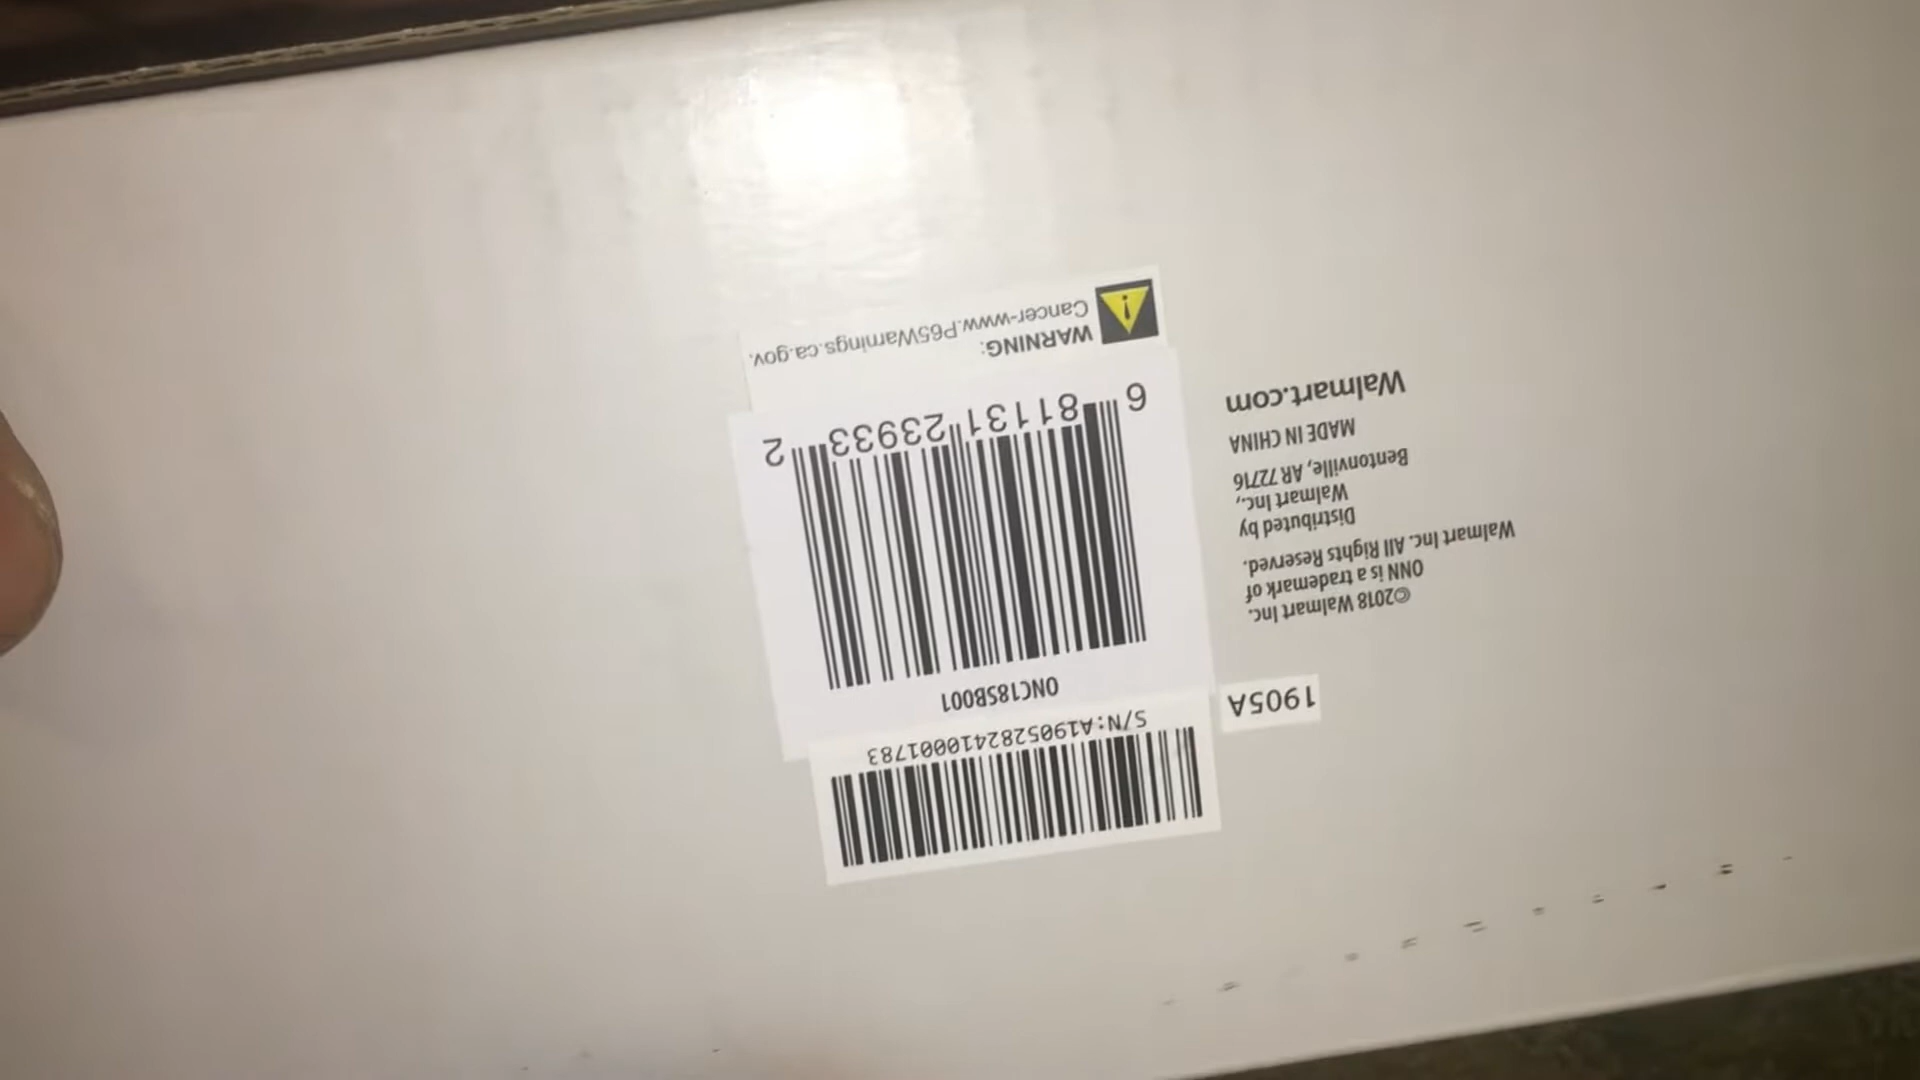 S/N:A1905282410001783
ONC18SB001
6 81131 23933 2
WARNING:
Cancer-www.P65Warnings.ca.gov.
1905A
©2018 Walmart Inc.
ONN is a trademark of
Walmart Inc. All Rights Reserved.
Distributed by
Walmart Inc.,
Bentonville, AR 72716
MADE IN CHINA
Walmart.com